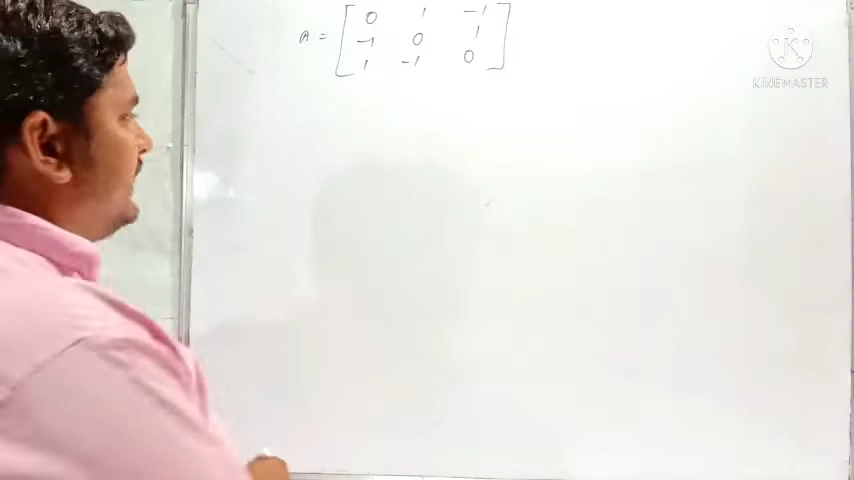 A = [ 0 1 -1
-1 0 1
1 -1 0 ]
K
KINEMASTER